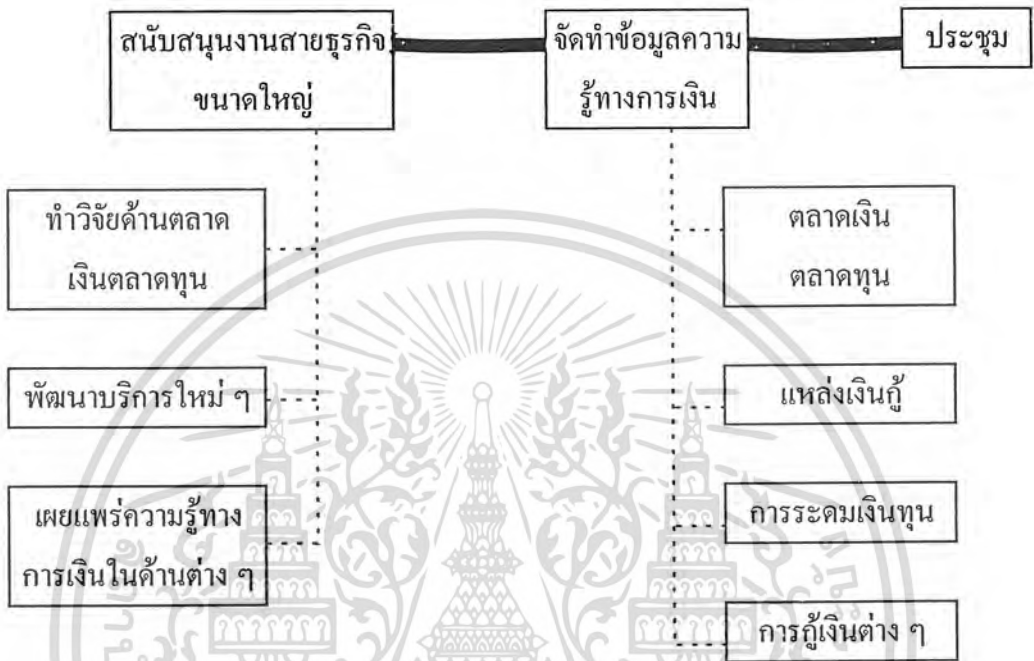 สนับสนุนงานสายธุรกิจ
ขนาดใหญ่
จัดทำข้อมูลความ
รู้ทางการเงิน
ประชุม
ทำวิจัยด้านตลาด
เงินตลาดทุน
พัฒนาบริการใหม่ ๆ
เผยแพร่ความรู้ทาง
การเงินในด้านต่าง ๆ
ตลาดเงิน
ตลาดทุน
แหล่งเงินกู้
การระดมเงินทุน
การกู้เงินต่าง ๆ